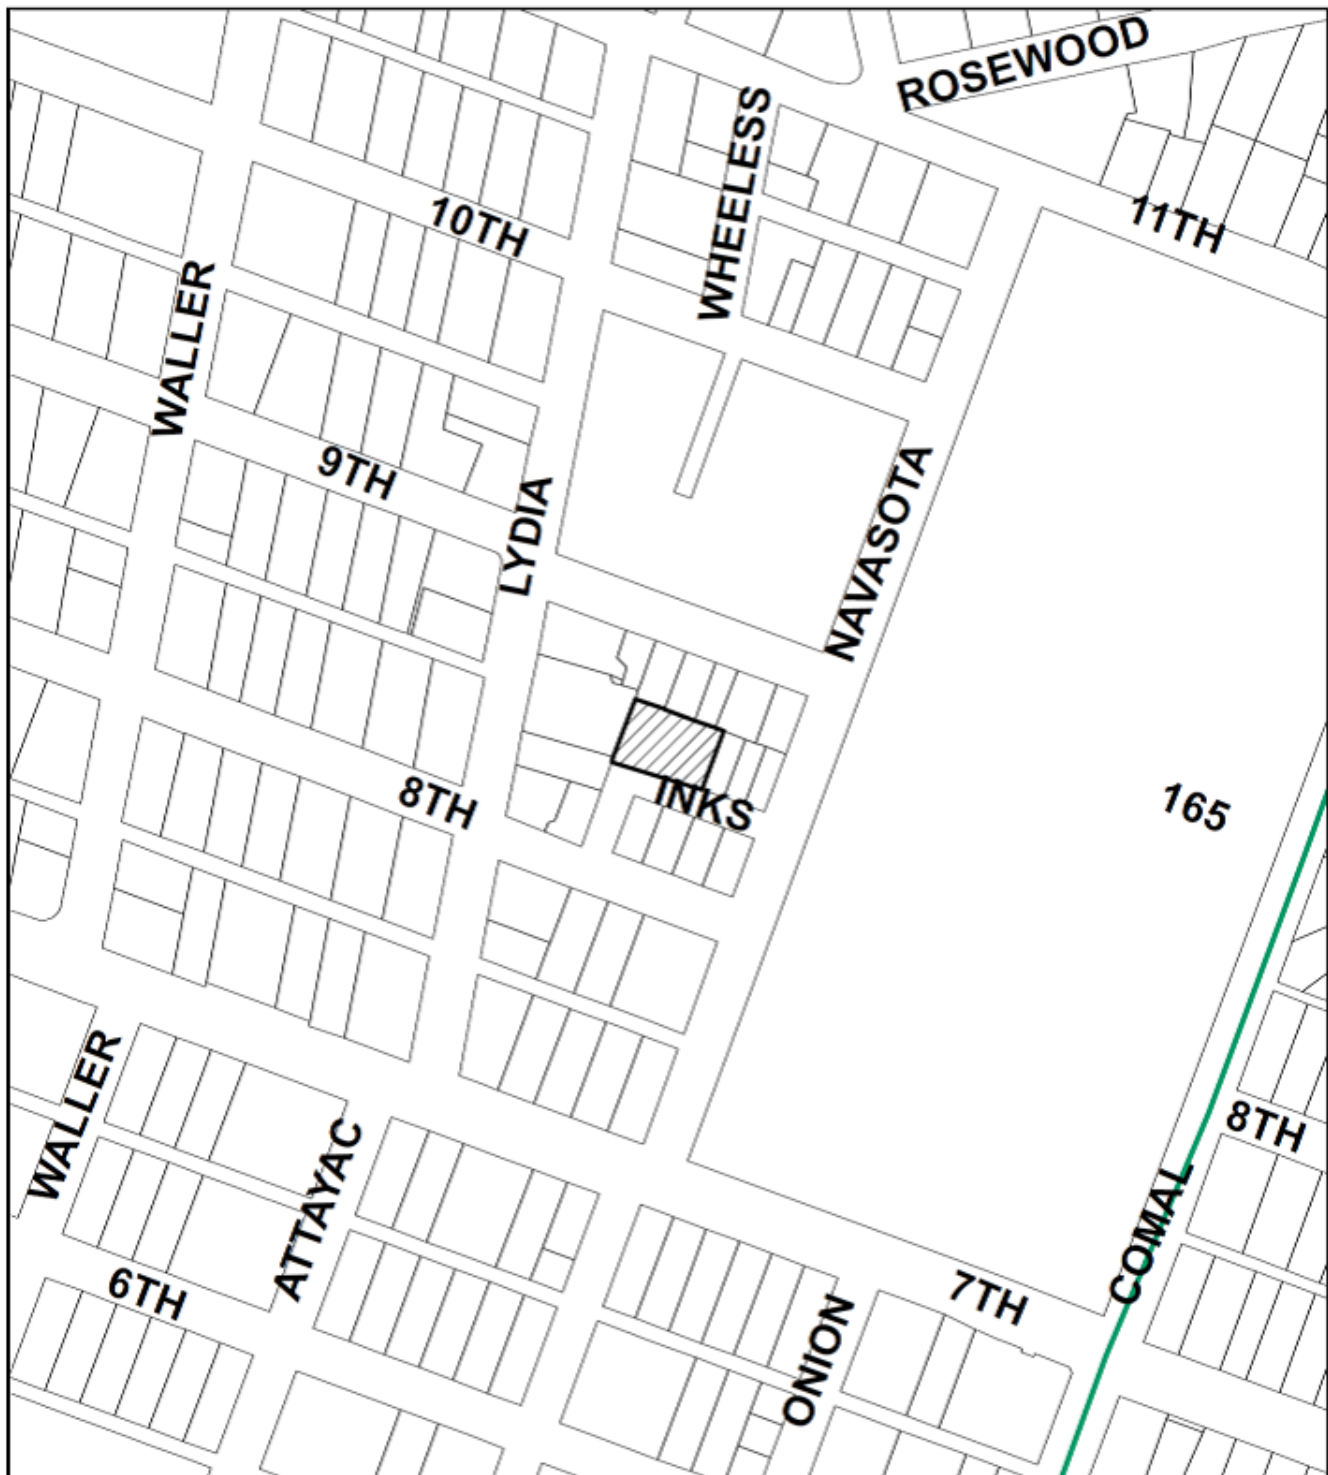 ROSEWOOD
WHEELESS
10TH
11TH
WALLER
9TH
LYDIA
NAVASOTA
INKS
8TH
165
WALLER
ATTAYAC
8TH
COMAL
6TH
7TH
ONION